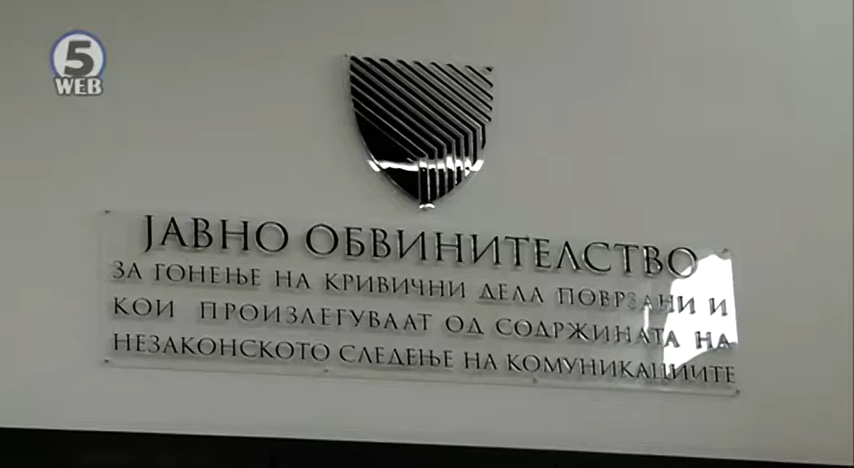 5
WEB
ЈАВНО ОБВИНИТЕЛСТВО
ЗА ГОНЕЊЕ НА КРИВИЧНИ ДЕЛА ПОВРЗАНИ И
КОИ ПРОИЗЛЕГУВААТ ОД СОДРЖИНАТА НА
НЕЗАКОНСКОТО СЛЕДЕЊЕ НА КОМУНИКАЦИИТЕ